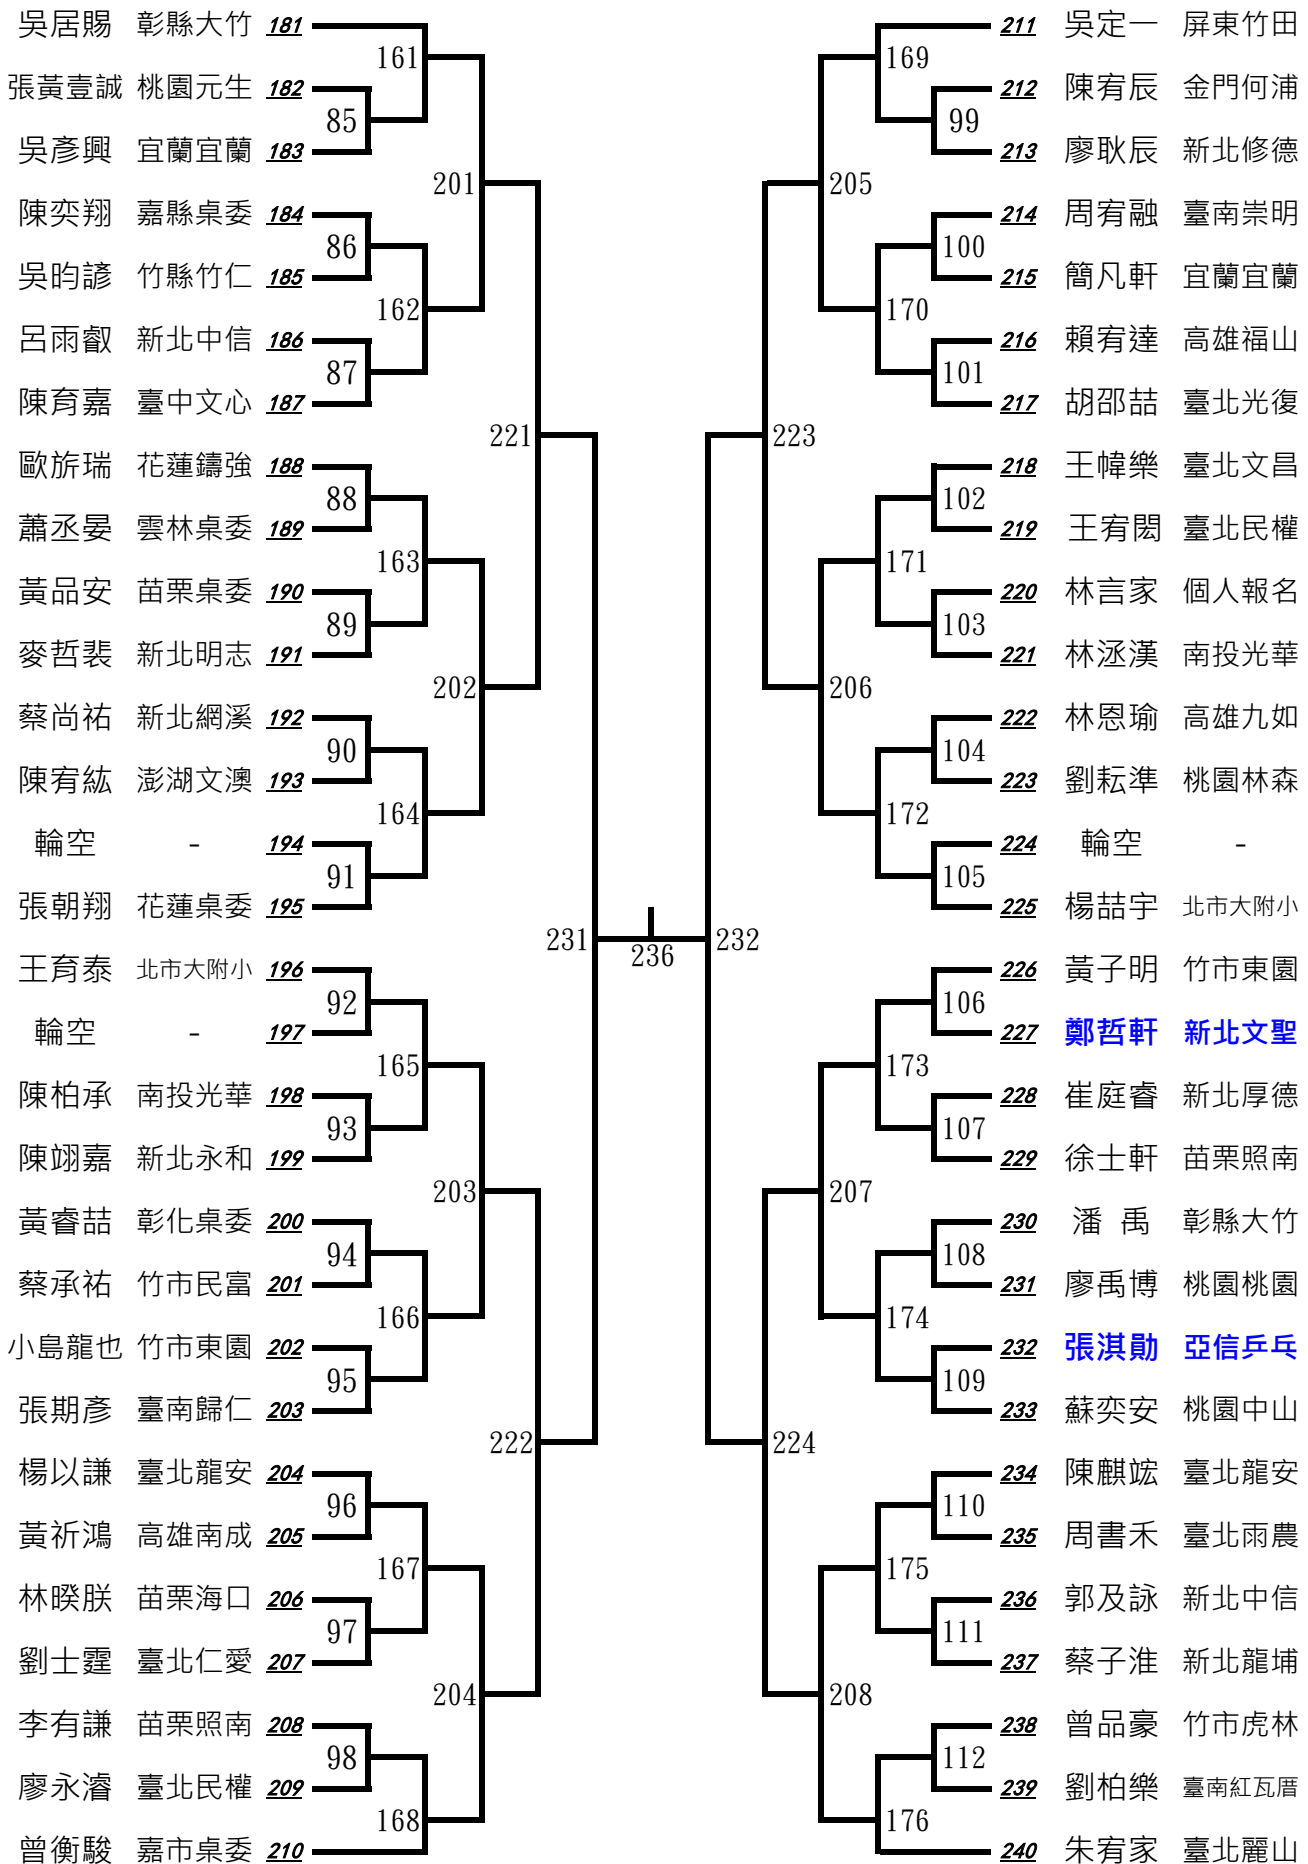 吳居賜 彰縣大竹 181
161
張黃壹誠 桃園元生 182
85
吳彥興 宜蘭宜蘭 183
201
陳奕翔 嘉縣桌委 184
86
吳昀諺 竹縣竹仁 185
162
呂雨叡 新北中信 186
87
陳育嘉 臺中文心 187
221
歐旂瑞 花蓮鑄強 188
88
蕭丞晏 雲林桌委 189
163
黃品安 苗栗桌委 190
89
麥哲裴 新北明志 191
202
蔡尚祐 新北網溪 192
90
陳宥紘 澎湖文澳 193
164
輪空 - 194
91
張朝翔 花蓮桌委 195
231
王育泰 北市大附小 196
92
輪空 - 197
165
陳柏承 南投光華 198
93
陳翊嘉 新北永和 199
203
黃睿喆 彰化桌委 200
94
蔡承祐 竹市民富 201
166
小島龍也 竹市東園 202
95
張期彥 臺南歸仁 203
222
楊以謙 臺北龍安 204
96
黃祈鴻 高雄南成 205
167
林暌朕 苗栗海口 206
97
劉士霆 臺北仁愛 207
204
李有謙 苗栗照南 208
98
廖永濬 臺北民權 209
168
曾衡駿 嘉市桌委 210
236
211 吳定一 屏東竹田
169
212 陳宥辰 金門何浦
99
213 廖耿辰 新北修德
205
214 周宥融 臺南崇明
100
215 簡凡軒 宜蘭宜蘭
170
216 賴宥達 高雄福山
101
217 胡邵喆 臺北光復
223
218 王幃樂 臺北文昌
102
219 王宥閎 臺北民權
171
220 林言家 個人報名
103
221 林洆漢 南投光華
206
222 林恩瑜 高雄九如
104
223 劉耘準 桃園林森
172
224 輪空 -
105
225 楊喆宇 北市大附小
232
226 黃子明 竹市東園
106
227 鄭哲軒 新北文聖
173
228 崔庭睿 新北厚德
107
229 徐士軒 苗栗照南
207
230 潘 禹 彰縣大竹
108
231 廖禹博 桃園桃園
174
232 張淇勛 亞信乒乓
109
233 蘇奕安 桃園中山
224
234 陳麒竤 臺北龍安
110
235 周書禾 臺北雨農
175
236 郭及詠 新北中信
111
237 蔡子淮 新北龍埔
208
238 曾品豪 竹市虎林
112
239 劉柏樂 臺南紅瓦厝
176
240 朱宥家 臺北麗山